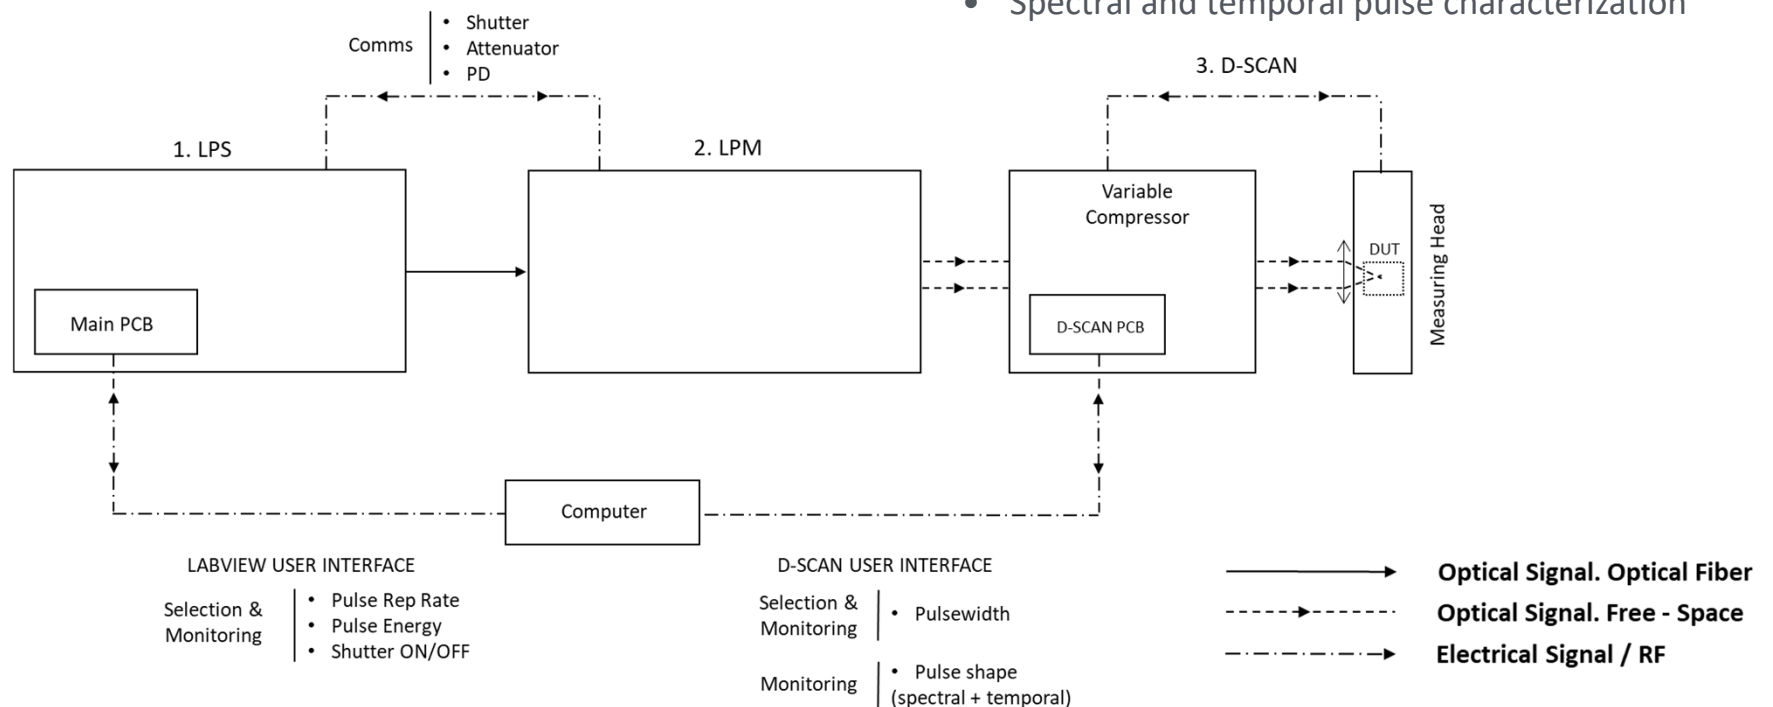 • Spectral and temporal pulse characterization
Comms
• Shutter
• Attenuator
• PD
3. D-SCAN
1. LPS
2. LPM
Variable
Compressor
Main PCB
D-SCAN PCB
DUT
Measuring Head
Computer
LABVIEW USER INTERFACE
Selection &
Monitoring
• Pulse Rep Rate
• Pulse Energy
• Shutter ON/OFF
D-SCAN USER INTERFACE
Selection &
Monitoring
• Pulsewidth
Monitoring
• Pulse shape
(spectral + temporal)
Optical Signal. Optical Fiber
Optical Signal. Free - Space
Electrical Signal / RF